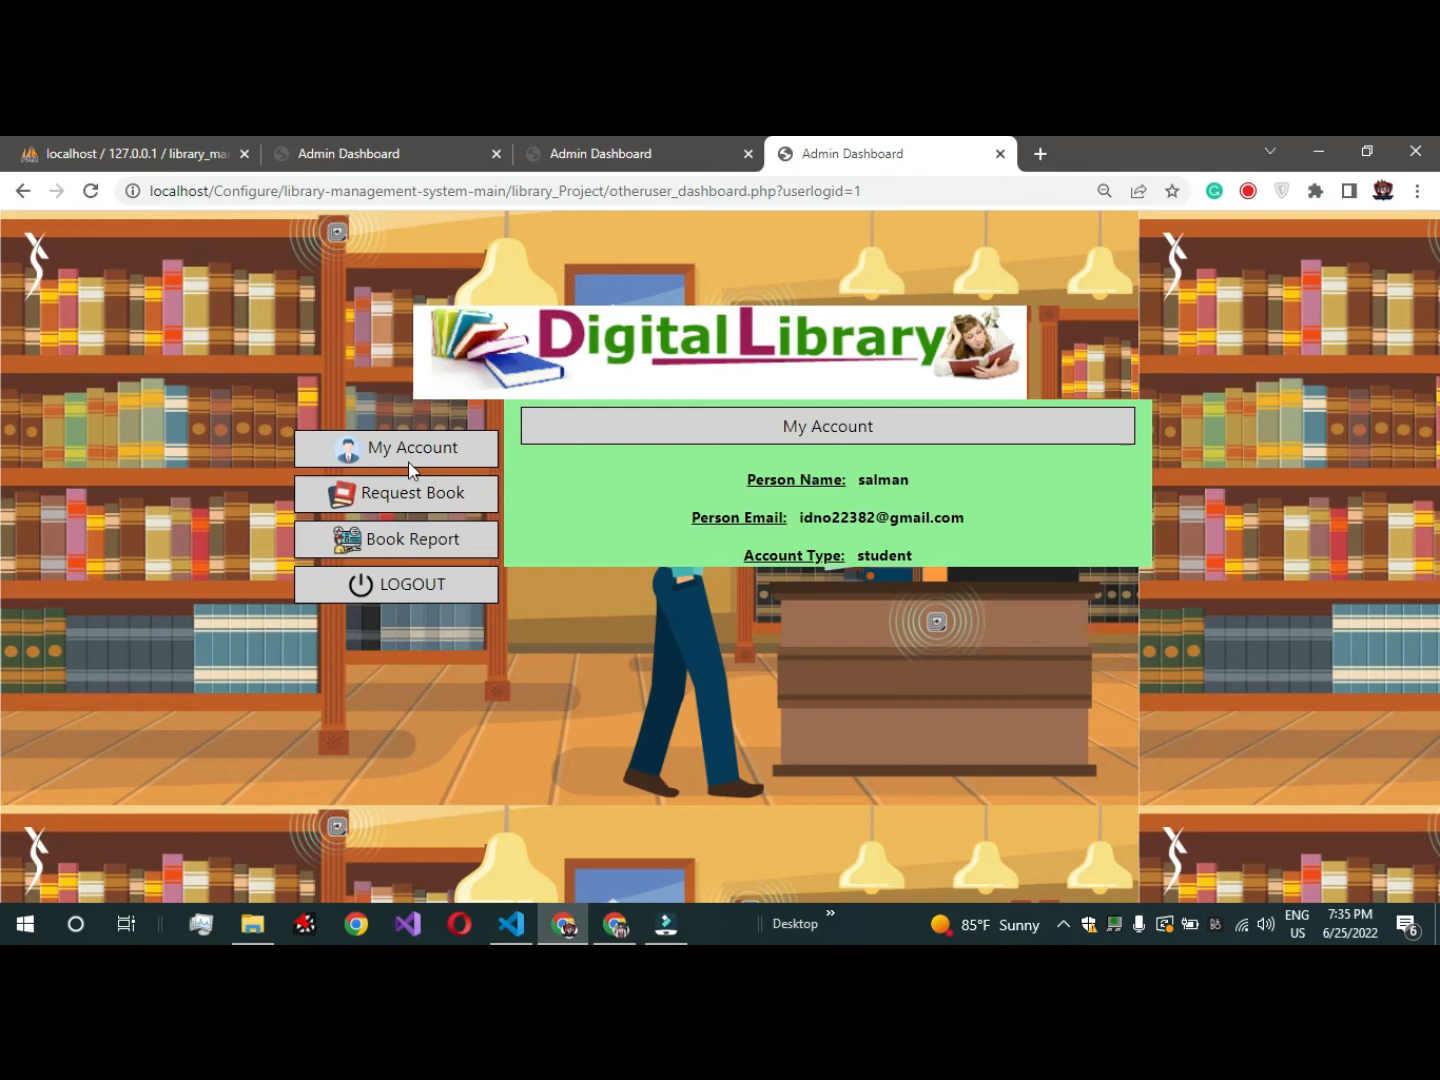 localhost / 127.0.0.1 / library_ma
Admin Dashboard
Admin Dashboard
Admin Dashboard
localhost/Configure/library-management-system-main/library_Project/otheruser_dashboard.php?userlogid=1
Digital Library
My Account
My Account
Request Book
Book Report
LOGOUT
Person Name: salman
Person Email: idno22382@gmail.com
Account Type: student
Desktop
»
85°F Sunny
ENG
US
7:35 PM
6/25/2022
6